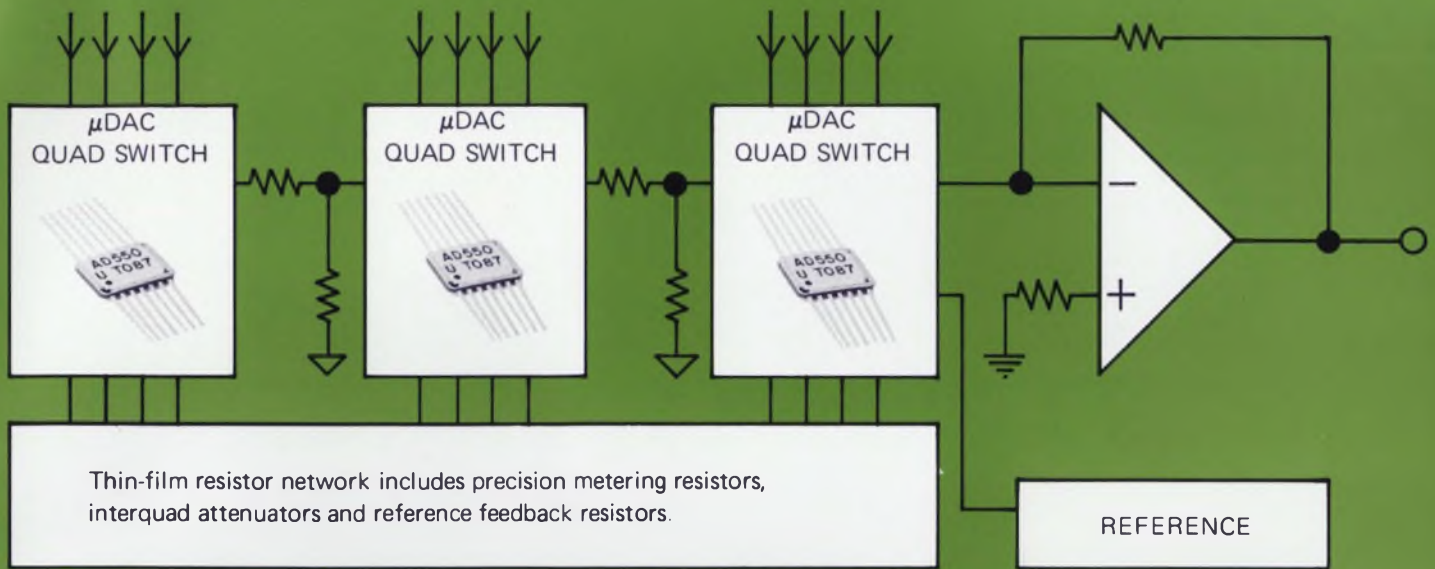 μDAC
QUAD SWITCH
μDAC
QUAD SWITCH
μDAC
QUAD SWITCH
AD550
U TO87
AD550
U TO87
AD550
U TO87
−
+
Thin-film resistor network includes precision metering resistors,
interquad attenuators and reference feedback resistors.
REFERENCE